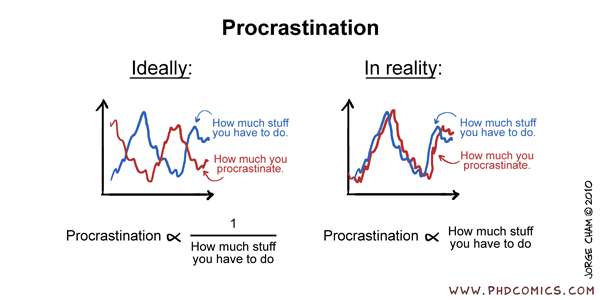 Procrastination
Ideally:
How much stuff
you have to do.
How much you
procrastinate.
Procrastination ∝ 1
How much stuff
you have to do
In reality:
How much stuff
you have to do.
How much you
procrastinate.
Procrastination ∝ How much stuff
you have to do
JORGE CHAM © 2010
WWW.PHDCOMICS.COM